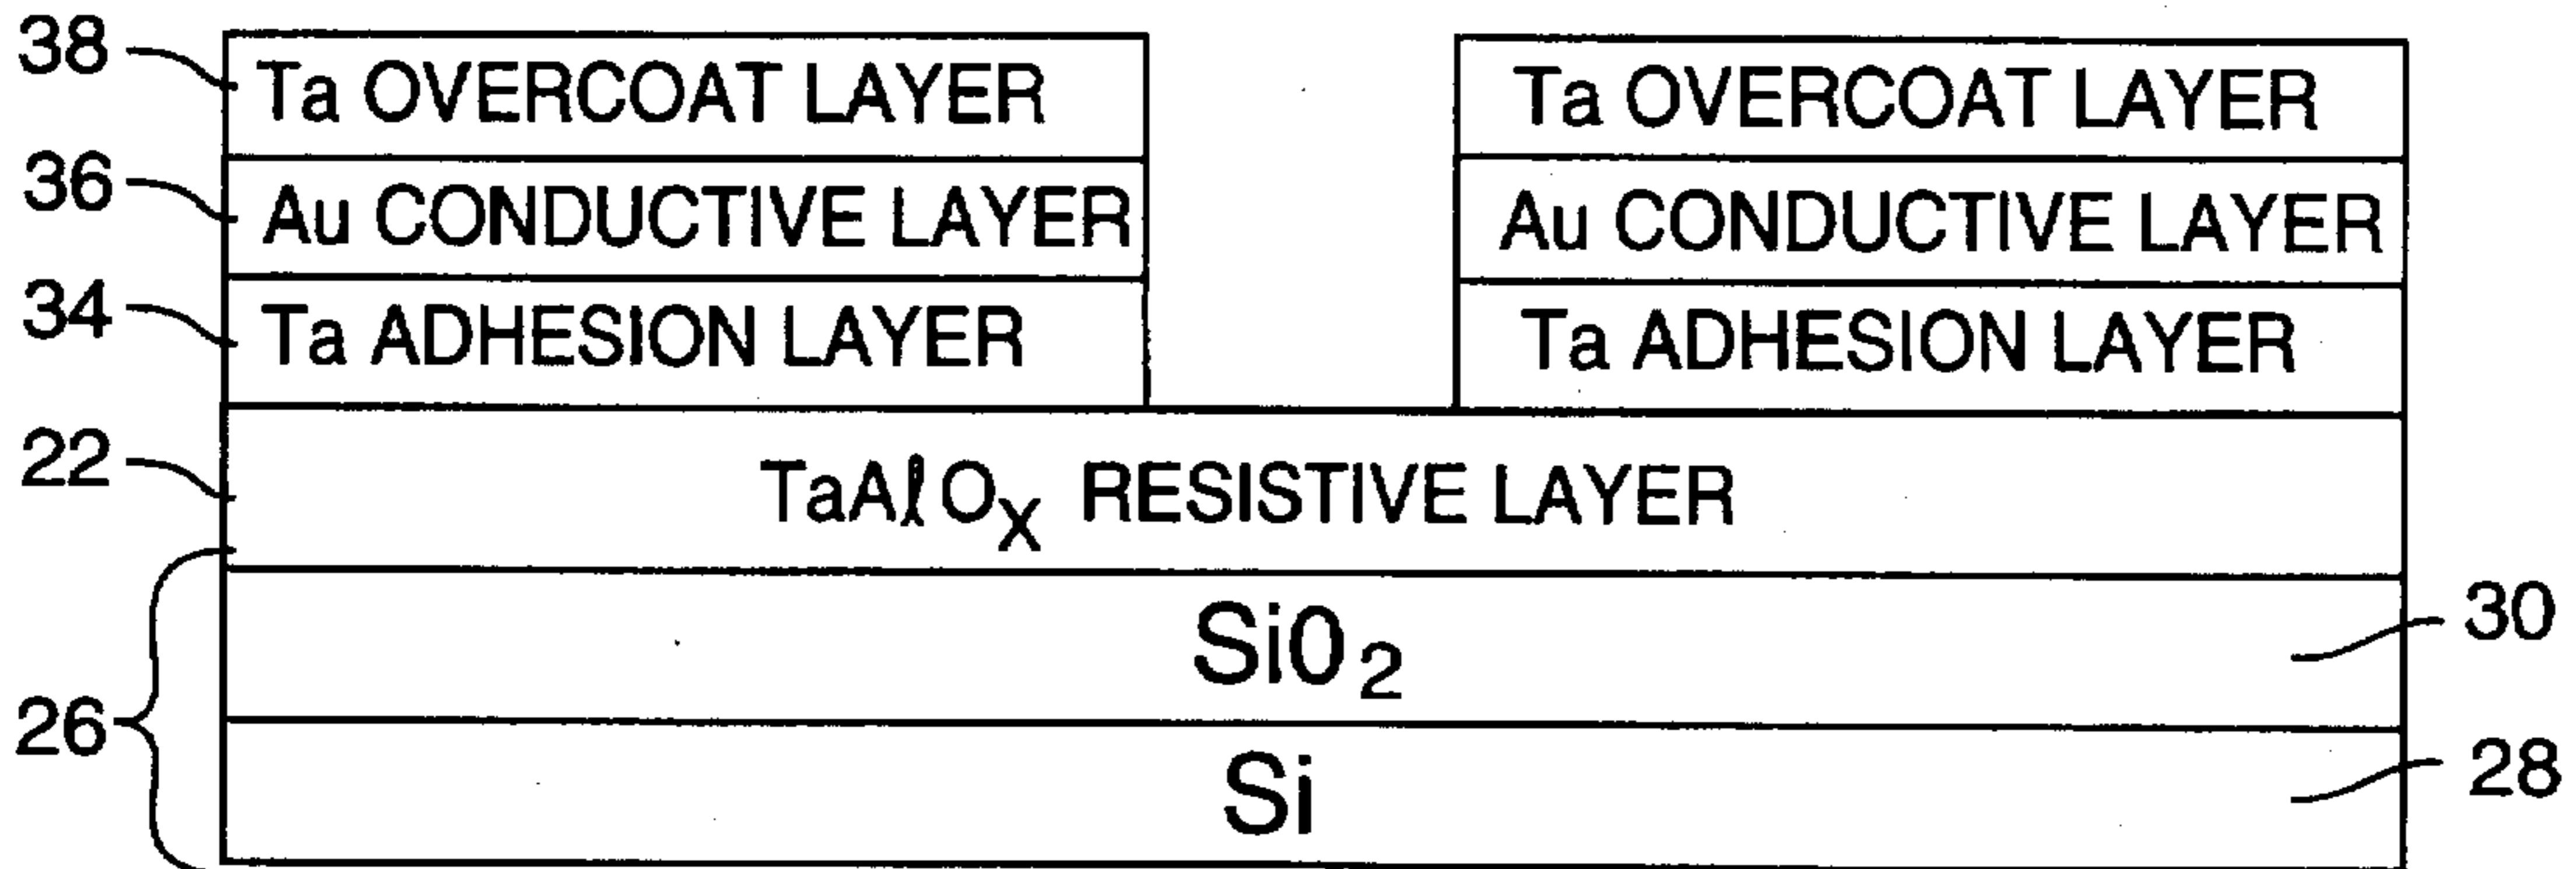 38 Ta OVERCOAT LAYER Ta OVERCOAT LAYER
36 Au CONDUCTIVE LAYER Au CONDUCTIVE LAYER
34 Ta ADHESION LAYER Ta ADHESION LAYER
22 TaAlOX RESISTIVE LAYER
SiO2 30
26
Si 28